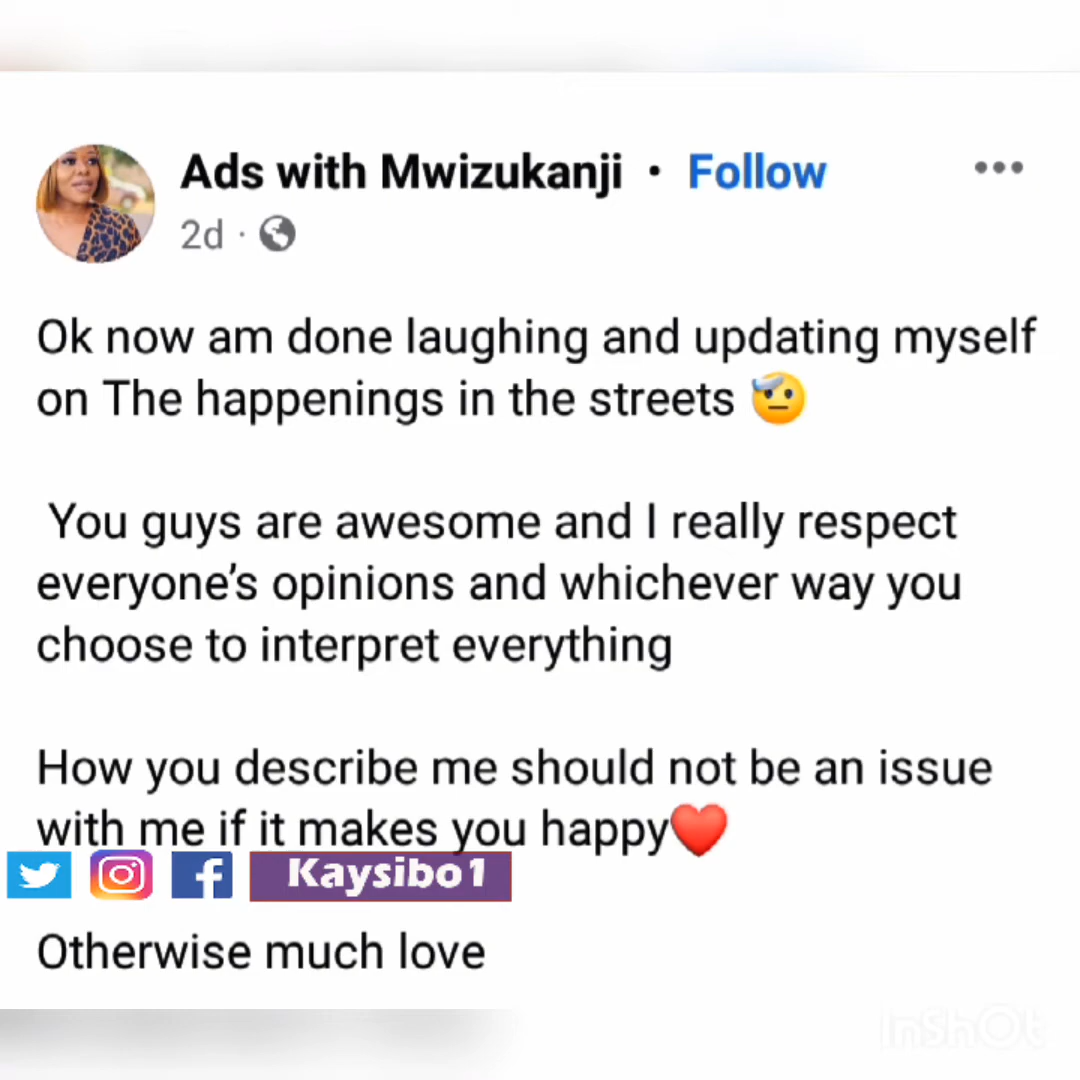 Ads with Mwizukanji • Follow
2d ·
Ok now am done laughing and updating myself
on The happenings in the streets 🤕
You guys are awesome and I really respect
everyone's opinions and whichever way you
choose to interpret everything
How you describe me should not be an issue
with me if it makes you happy❤️
Kaysibo1
Otherwise much love
InShOt